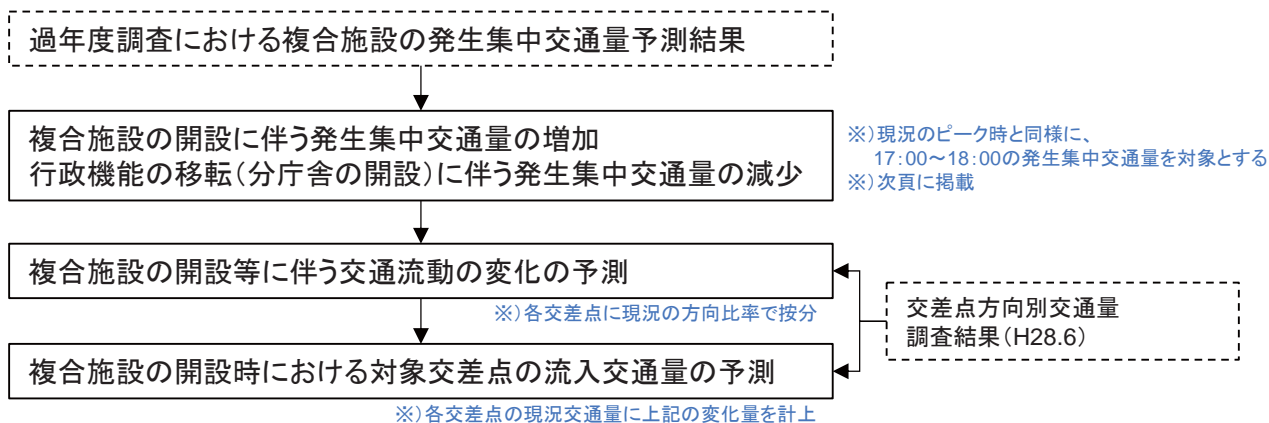 過年度調査における複合施設の発生集中交通量予測結果
複合施設の開設に伴う発生集中交通量の増加
行政機能の移転(分庁舎の開設)に伴う発生集中交通量の減少
※)現況のピーク時と同様に、
17:00~18:00の発生集中交通量を対象とする
※)次頁に掲載
複合施設の開設等に伴う交通流動の変化の予測
※)各交差点に現況の方向比率で按分
交差点方向別交通量
調査結果(H28.6)
複合施設の開設時における対象交差点の流入交通量の予測
※)各交差点の現況交通量に上記の変化量を計上